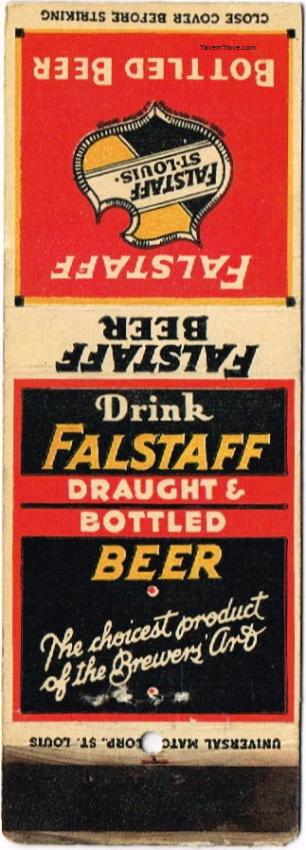 CLOSE COVER BEFORE STRIKING
TavernTrove.com
FALSTAFF
FALSTAFF
ST. LOUIS.
BOTTLED BEER
FALSTAFF
BEER
Drink
FALSTAFF
DRAUGHT &
BOTTLED
BEER
The choicest product
of the Brewers' Art
UNIVERSAL MATCH CORP., ST. LOUIS